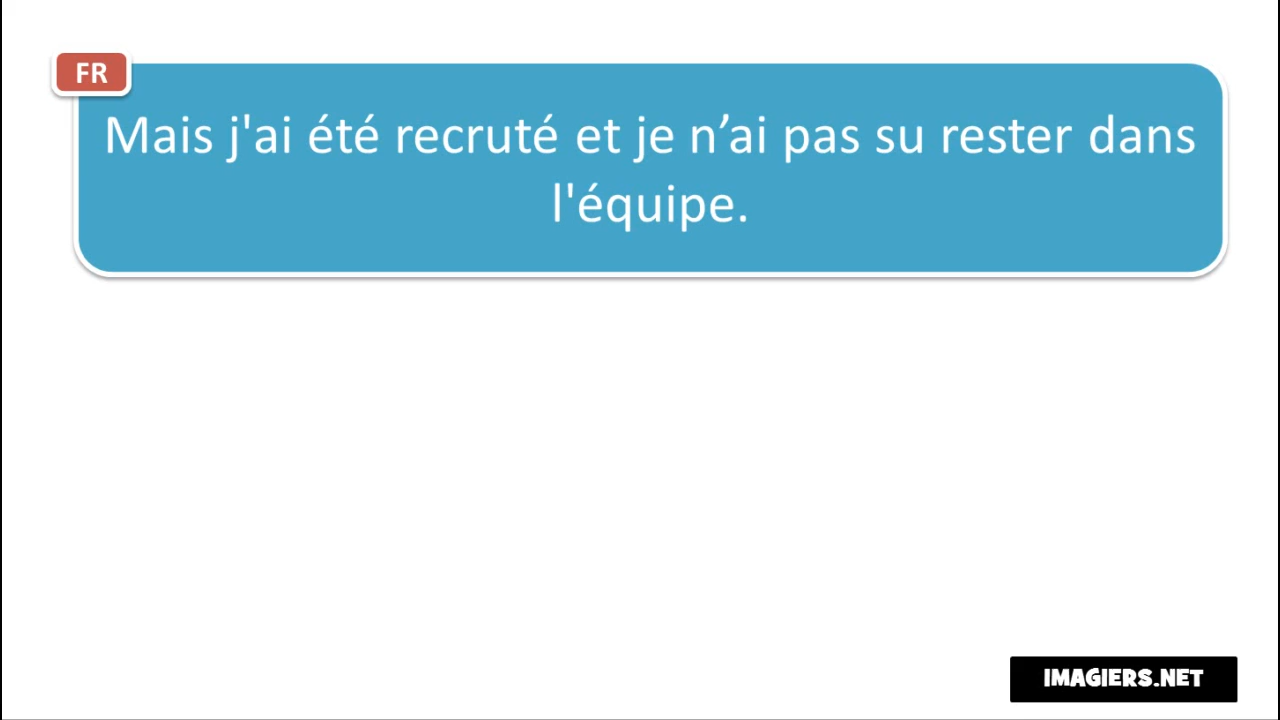 FR
Mais j'ai été recruté et je n’ai pas su rester dans
l'équipe.
IMAGIERS.NET